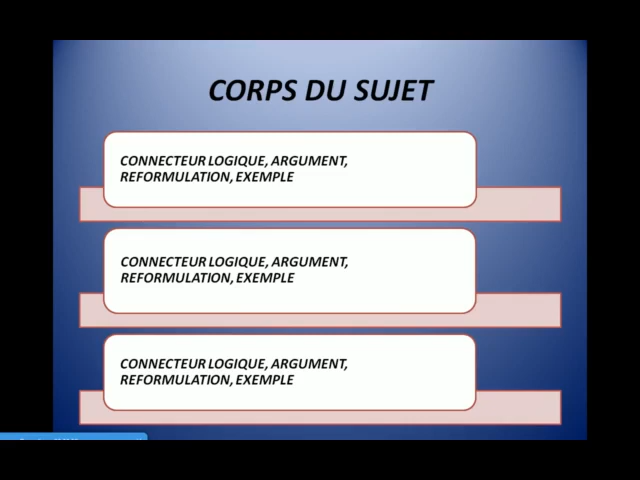 CORPS DU SUJET
CONNECTEUR LOGIQUE, ARGUMENT,
REFORMULATION, EXEMPLE
CONNECTEUR LOGIQUE, ARGUMENT,
REFORMULATION, EXEMPLE
CONNECTEUR LOGIQUE, ARGUMENT,
REFORMULATION, EXEMPLE